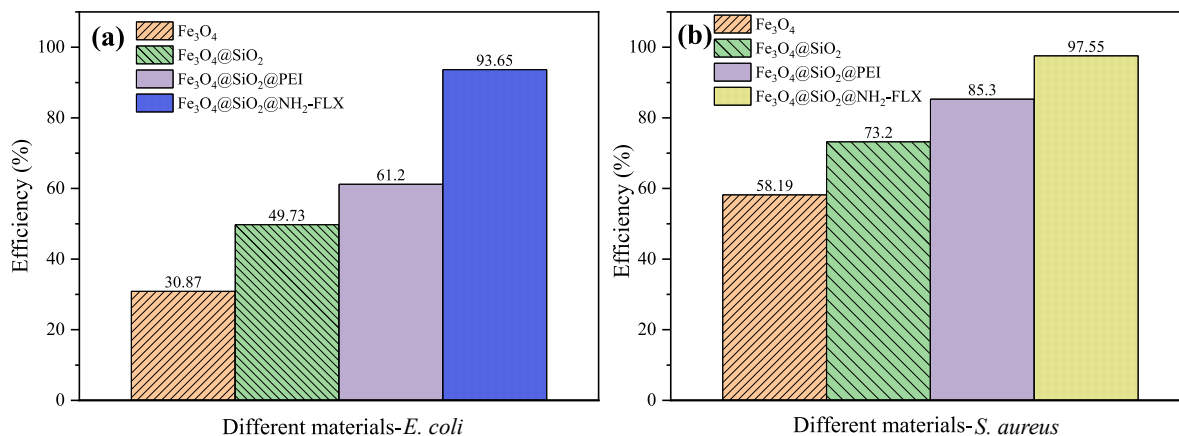 (a)
Fe₃O₄
Fe₃O₄@SiO₂
Fe₃O₄@SiO₂@PEI
Fe₃O₄@SiO₂@NH₂-FLX
100
80
60
40
20
0
Efficiency (%)
30.87
49.73
61.2
93.65
Different materials-E. coli
(b)
Fe₃O₄
Fe₃O₄@SiO₂
Fe₃O₄@SiO₂@PEI
Fe₃O₄@SiO₂@NH₂-FLX
100
80
60
40
20
0
Efficiency (%)
58.19
73.2
85.3
97.55
Different materials-S. aureus